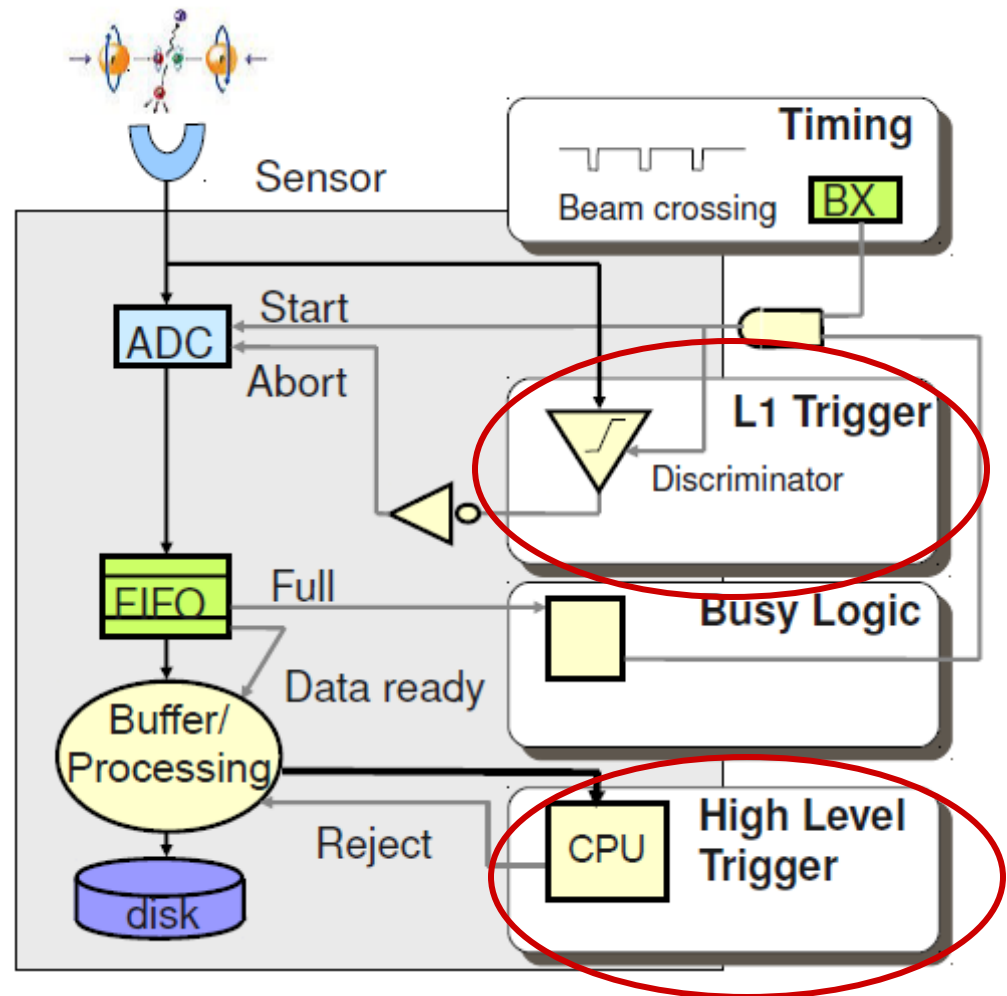 Timing
Sensor
Beam crossing
BX
Start
ADC
Abort
L1 Trigger
Discriminator
FIFO
Full
Busy Logic
Data ready
Buffer/
Processing
High Level
Trigger
CPU
Reject
disk